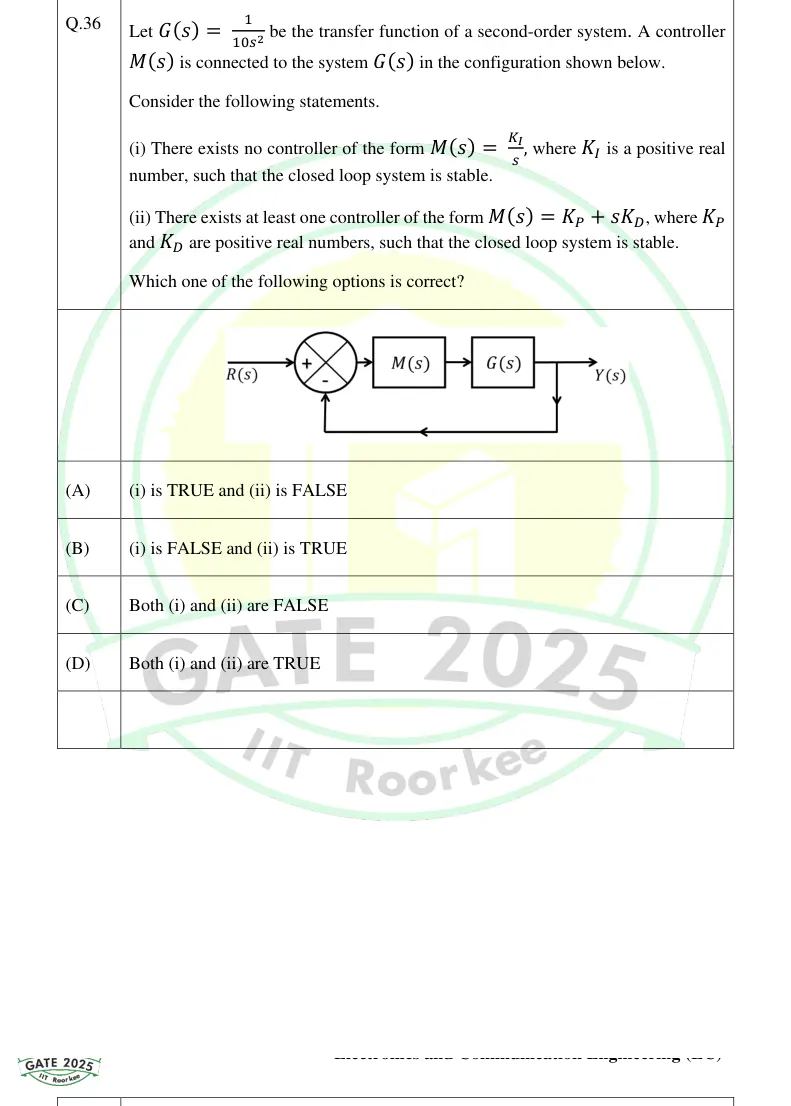 Q.36
Let G(s) = 1/10s² be the transfer function of a second-order system. A controller
M(s) is connected to the system G(s) in the configuration shown below.
Consider the following statements.
(i) There exists no controller of the form M(s) = K_I/s, where K_I is a positive real
number, such that the closed loop system is stable.
(ii) There exists at least one controller of the form M(s) = K_P + sK_D, where K_P
and K_D are positive real numbers, such that the closed loop system is stable.
Which one of the following options is correct?
R(s) + - M(s) G(s) Y(s)
(A) (i) is TRUE and (ii) is FALSE
(B) (i) is FALSE and (ii) is TRUE
(C) Both (i) and (ii) are FALSE
(D) Both (i) and (ii) are TRUE
GATE 2025
IIT Roorkee
GATE 2025
IIT Roorkee